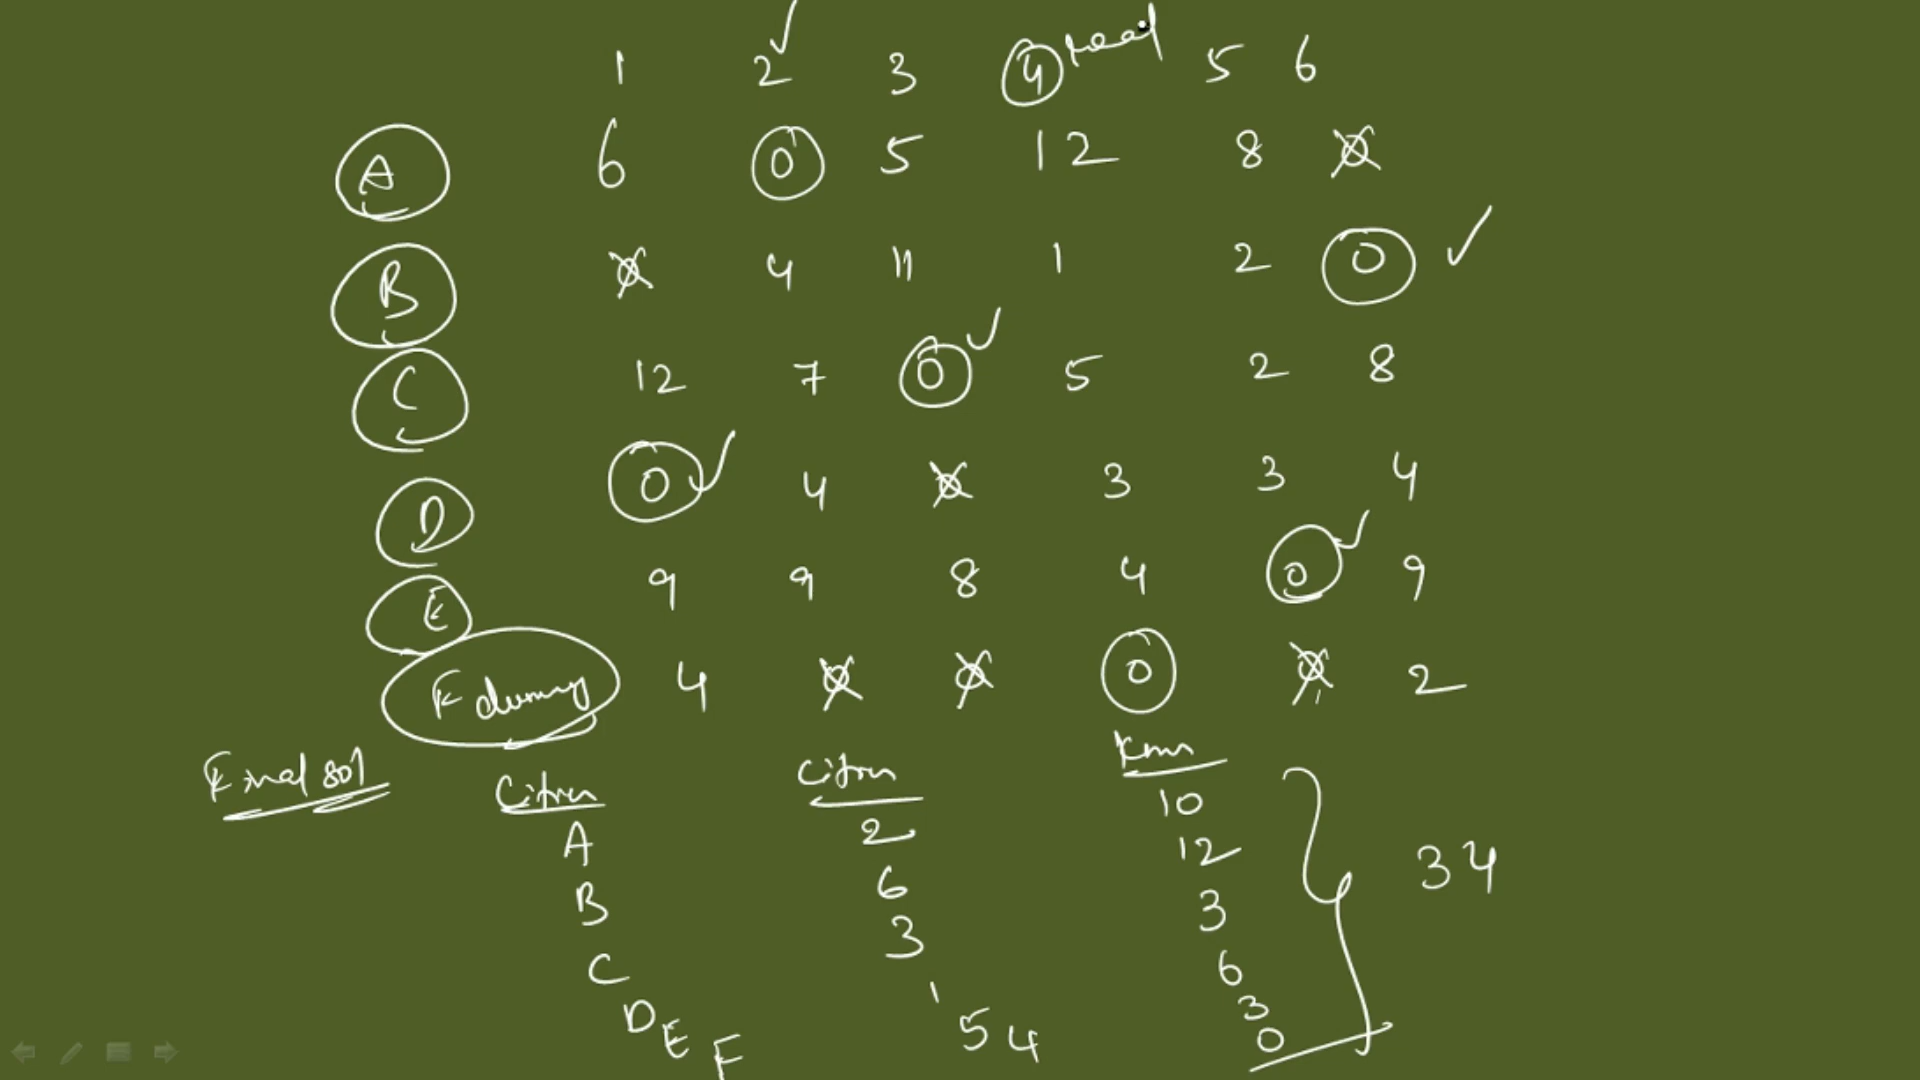 1 2 ✓ 3 4 5 6
A 6 0 5 12 8 0
B 0 4 11 1 2 0 ✓
C 12 7 0 ✓ 5 2 8
D 0 ✓ 4 0 3 3 4
E 9 9 8 4 0 ✓ 9
F dummy 4 0 0 0 0 2
Final sol Cities Cities Kms
A 2 10
B 6 12
C 3 3 34
D 1 6
E 5 3
F 4 0